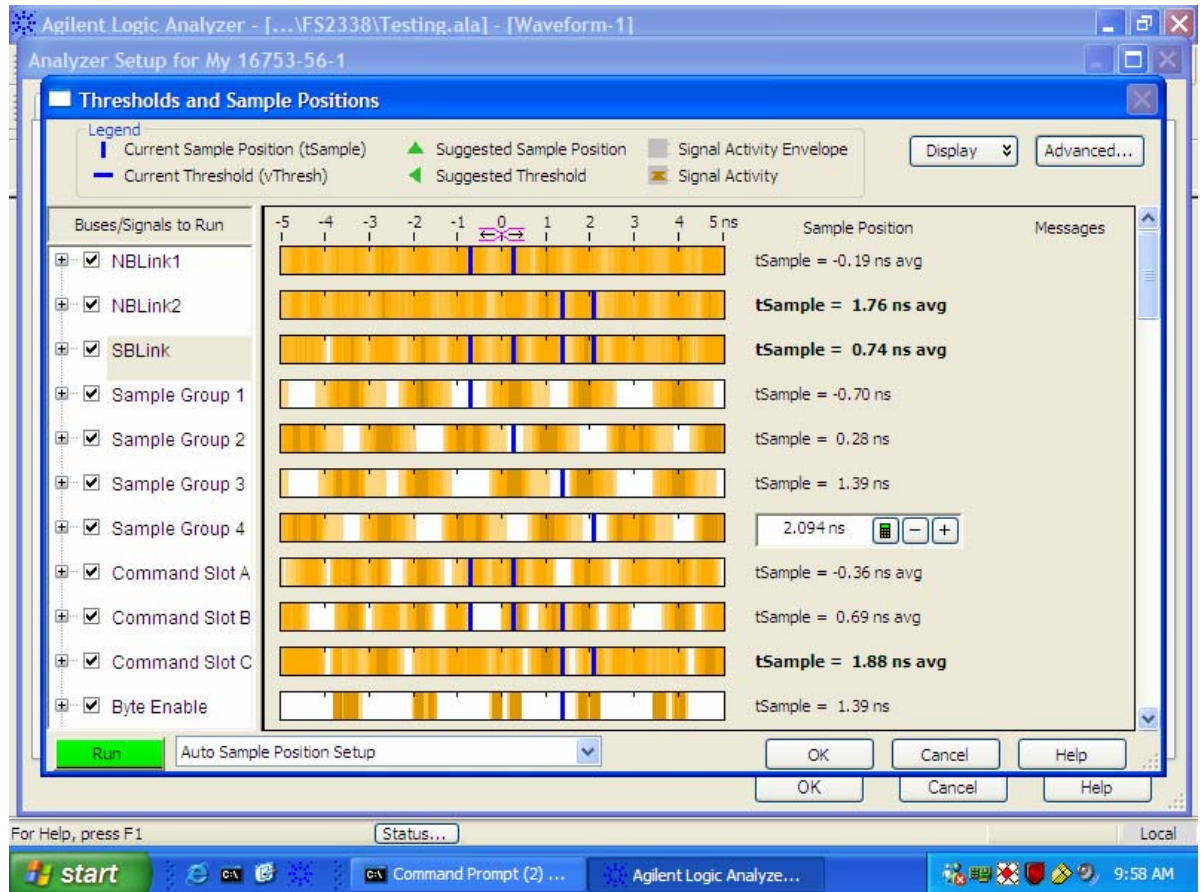 Agilent Logic Analyzer - [...\FS2338\Testing.ala] - [Waveform-1]
Analyzer Setup for My 16753-56-1
Thresholds and Sample Positions
Legend
Current Sample Position (tSample)
Suggested Sample Position
Signal Activity Envelope
Current Threshold (vThresh)
Suggested Threshold
Signal Activity
Display
Advanced...
Buses/Signals to Run
-5 -4 -3 -2 -1 0 1 2 3 4 5 ns
Sample Position
Messages
NBLink1
tSample = -0.19 ns avg
NBLink2
tSample = 1.76 ns avg
SBLink
tSample = 0.74 ns avg
Sample Group 1
tSample = -0.70 ns
Sample Group 2
tSample = 0.28 ns
Sample Group 3
tSample = 1.39 ns
Sample Group 4
2.094 ns
Command Slot A
tSample = -0.36 ns avg
Command Slot B
tSample = 0.69 ns avg
Command Slot C
tSample = 1.88 ns avg
Byte Enable
tSample = 1.39 ns
Run
Auto Sample Position Setup
OK Cancel Help
OK Cancel Help
For Help, press F1
Status...
Local
start
Command Prompt (2) ...
Agilent Logic Analyze...
9:58 AM